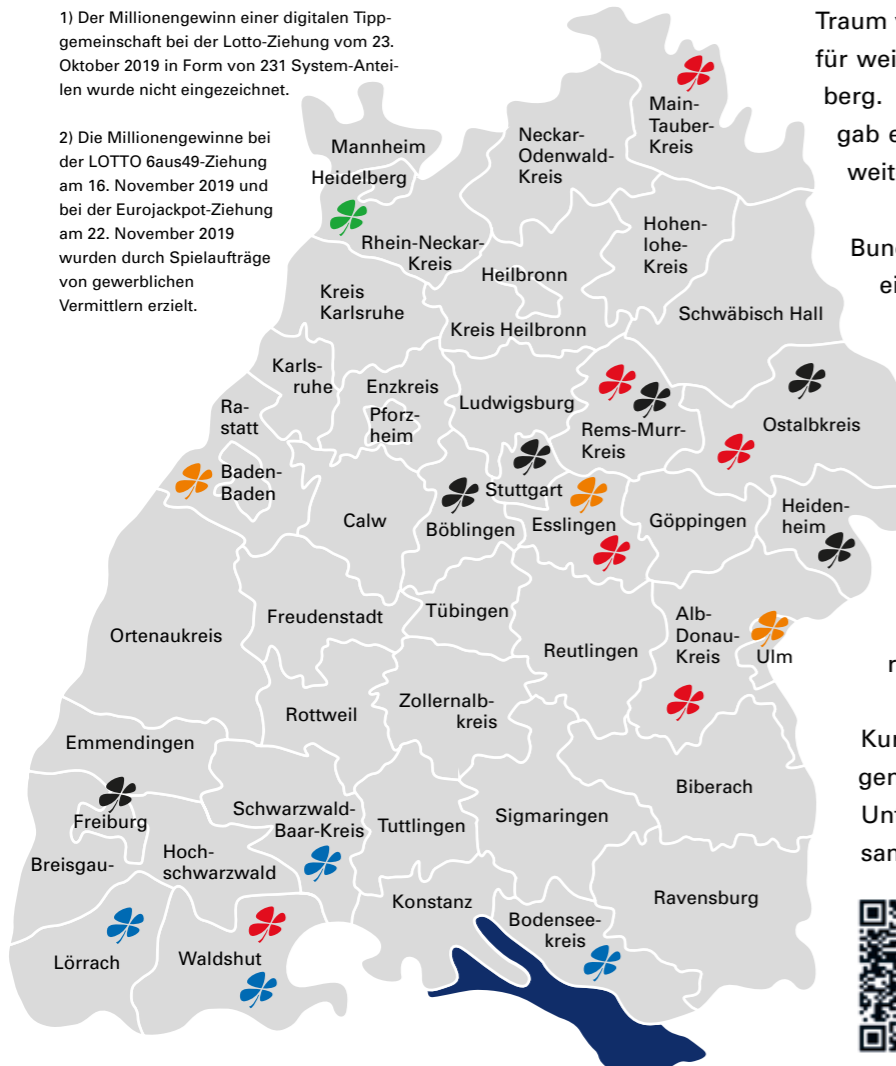 1) Der Millionengewinn einer digitalen Tipp-
gemeinschaft bei der Lotto-Ziehung vom 23.
Oktober 2019 in Form von 231 System-Antei-
len wurde nicht eingezeichnet.
2) Die Millionengewinne bei
der LOTTO 6aus49-Ziehung
am 16. November 2019 und
bei der Eurojackpot-Ziehung
am 22. November 2019
wurden durch Spielaufträge
von gewerblichen
Vermittlern erzielt.
Traum
für wei
berg.
gab e
weit
Bund
ei
Main-
Tauber-
Kreis
Neckar-
Odenwald-
Kreis
Mannheim
Heidelberg
Rhein-Neckar-
Kreis
Hohen-
lohe-
Kreis
Heilbronn
Kreis
Karlsruhe
Kreis Heilbronn
Schwäbisch Hall
Karls-
ruhe
Enzkreis
Pforz-
heim
Ludwigsburg
Rems-Murr-
Kreis
Ostalbkreis
Ra-
statt
Baden-
Baden
Calw
Böblingen
Stuttgart
Esslingen
Göppingen
Heiden-
heim
Ortenaukreis
Freudenstadt
Tübingen
Reutlingen
Alb-
Donau-
Kreis
Ulm
Rottweil
Zollernalb-
kreis
Emmendingen
Freiburg
Schwarzwald-
Baar-Kreis
Tuttlingen
Sigmaringen
Biberach
Breisgau-
Hoch-
schwarzwald
Konstanz
Bodensee-
kreis
Ravensburg
Lörrach
Waldshut
Kur
gen
Unt
san